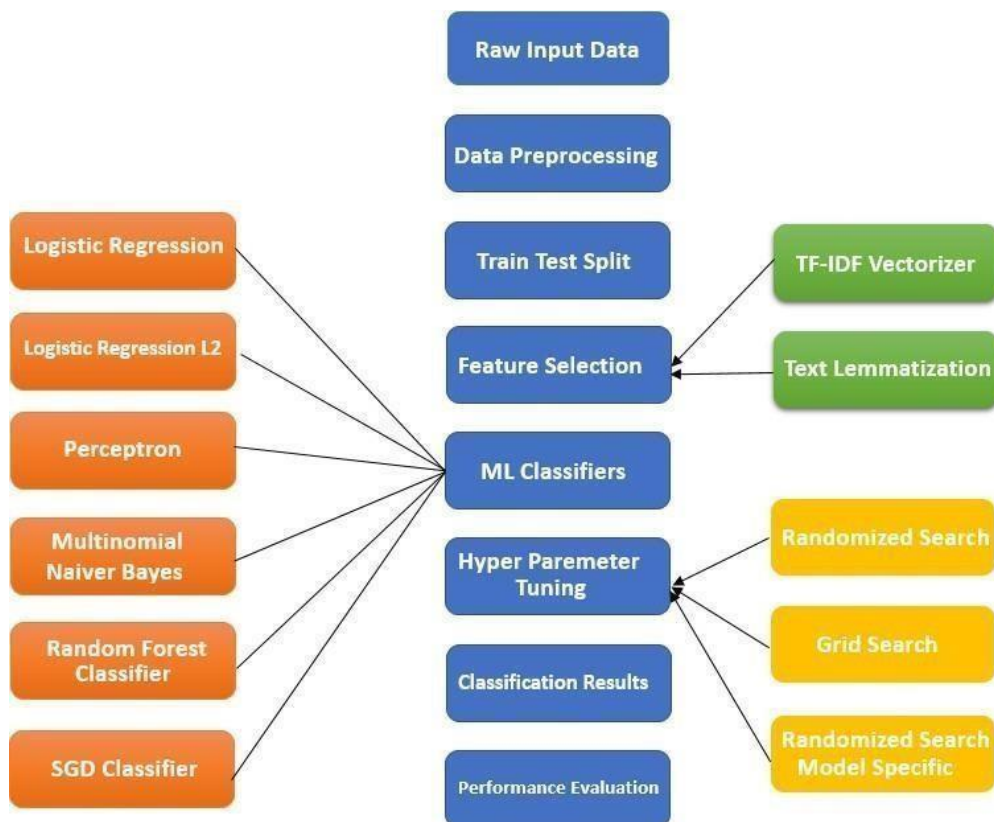 Raw Input Data
Data Preprocessing
Train Test Split
Feature Selection
ML Classifiers
Hyper Paremeter
Tuning
Classification Results
Performance Evaluation
Logistic Regression
Logistic Regression L2
Perceptron
Multinomial
Naiver Bayes
Random Forest
Classifier
SGD Classifier
TF-IDF Vectorizer
Text Lemmatization
Randomized Search
Grid Search
Randomized Search
Model Specific